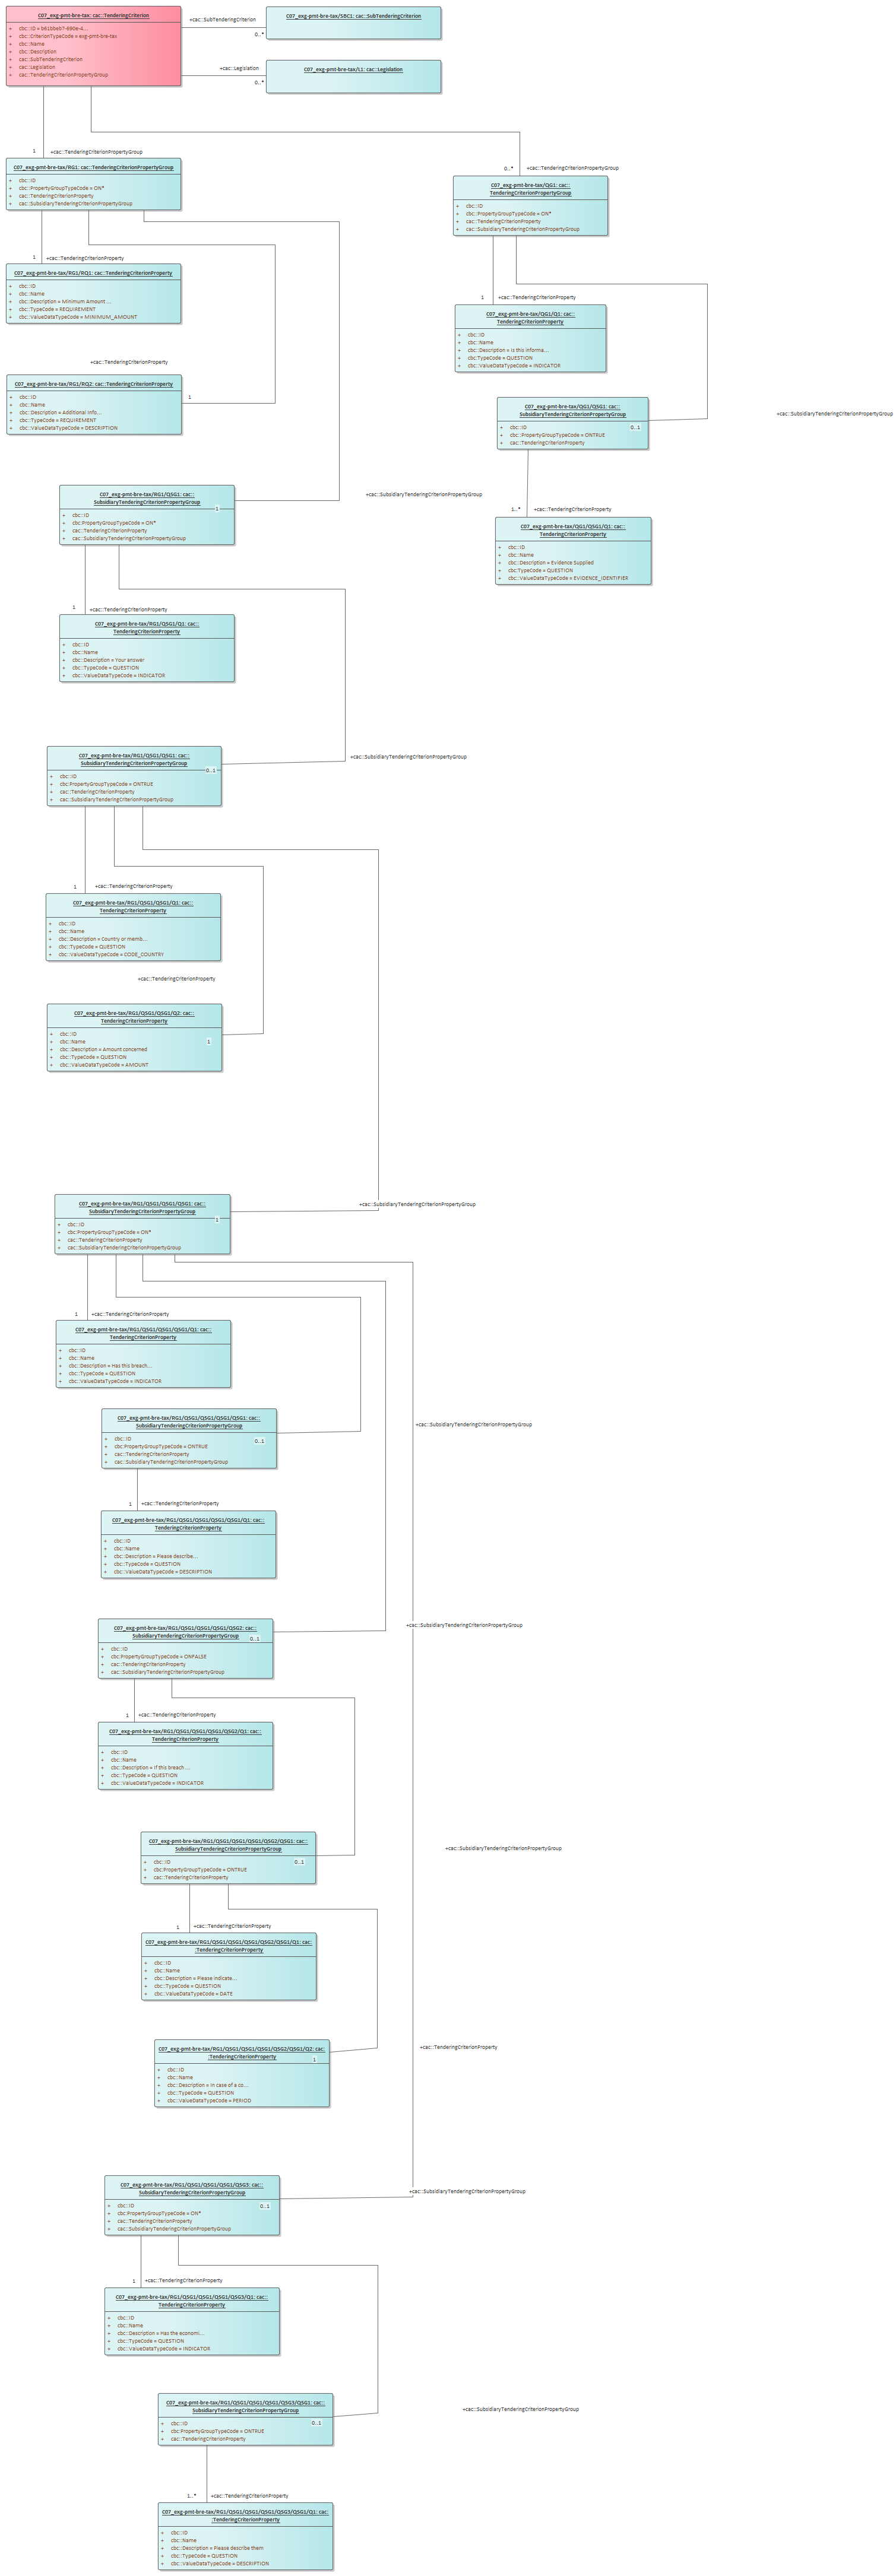 C07_exg-pmt-bre-tax: cac::TenderingCriterion
+ cbc::ID = b61bbeb7-690e-4...
+ cbc::CriterionTypeCode = exg-pmt-bre-tax
+ cbc::Name
+ cbc::Description
+ cac::SubTenderingCriterion
+ cac::Legislation
+ cac::TenderingCriterionPropertyGroup
+cac::SubTenderingCriterion
0..*
C07_exg-pmt-bre-tax/SBC1: cac::SubTenderingCriterion
+cac::Legislation
0..*
C07_exg-pmt-bre-tax/L1: cac::Legislation
1
+cac::TenderingCriterionPropertyGroup
C07_exg-pmt-bre-tax/RG1: cac::TenderingCriterionPropertyGroup
+ cbc::ID
+ cbc::PropertyGroupTypeCode = ON*
+ cac::TenderingCriterionProperty
+ cac::SubsidiaryTenderingCriterionPropertyGroup
0..*
+cac::TenderingCriterionPropertyGroup
C07_exg-pmt-bre-tax/QG1: cac::
TenderingCriterionPropertyGroup
+ cbc::ID
+ cbc::PropertyGroupTypeCode = ON*
+ cac::TenderingCriterionProperty
+ cac::SubsidiaryTenderingCriterionPropertyGroup
1
+cac::TenderingCriterionProperty
C07_exg-pmt-bre-tax/RG1/RQ1: cac::TenderingCriterionProperty
+ cbc::ID
+ cbc::Name
+ cbc::Description = Minimum Amount ...
+ cbc::TypeCode = REQUIREMENT
+ cbc::ValueDataTypeCode = MINIMUM_AMOUNT
1
+cac::TenderingCriterionProperty
C07_exg-pmt-bre-tax/QG1/Q1: cac::
TenderingCriterionProperty
+ cbc::ID
+ cbc::Name
+ cbc::Description = Is this informa...
+ cbc::TypeCode = QUESTION
+ cbc::ValueDataTypeCode = INDICATOR
+cac::TenderingCriterionProperty
1
C07_exg-pmt-bre-tax/RG1/RQ2: cac::TenderingCriterionProperty
+ cbc::ID
+ cbc::Name
+ cbc::Description = Additional info...
+ cbc::TypeCode = REQUIREMENT
+ cbc::ValueDataTypeCode = DESCRIPTION
+cac::SubsidiaryTenderingCriterionPropertyGroup
0..1
C07_exg-pmt-bre-tax/QG1/QSG1: cac::
SubsidiaryTenderingCriterionPropertyGroup
+ cbc::ID
+ cbc:PropertyGroupTypeCode = ONTRUE
+ cac::TenderingCriterionProperty
+cac::SubsidiaryTenderingCriterionPropertyGroup
1
C07_exg-pmt-bre-tax/RG1/QSG1: cac::
SubsidiaryTenderingCriterionPropertyGroup
+ cbc::ID
+ cbc:PropertyGroupTypeCode = ON*
+ cac::TenderingCriterionProperty
+ cac::SubsidiaryTenderingCriterionPropertyGroup
1..*
+cac::TenderingCriterionProperty
C07_exg-pmt-bre-tax/QG1/QSG1/Q1: cac::
TenderingCriterionProperty
+ cbc::ID
+ cbc::Name
+ cbc::Description = Evidence Supplied
+ cbc:TypeCode = QUESTION
+ cbc::ValueDataTypeCode = EVIDENCE_IDENTIFIER
1
+cac::TenderingCriterionProperty
C07_exg-pmt-bre-tax/RG1/QSG1/Q1: cac::
TenderingCriterionProperty
+ cbc::ID
+ cbc::Name
+ cbc::Description = Your answer
+ cbc::TypeCode = QUESTION
+ cbc::ValueDataTypeCode = INDICATOR
+cac::SubsidiaryTenderingCriterionPropertyGroup
0..1
C07_exg-pmt-bre-tax/RG1/QSG1/QSG1: cac::
SubsidiaryTenderingCriterionPropertyGroup
+ cbc::ID
+ cbc:PropertyGroupTypeCode = ONTRUE
+ cac::TenderingCriterionProperty
+ cac::SubsidiaryTenderingCriterionPropertyGroup
1
+cac::TenderingCriterionProperty
C07_exg-pmt-bre-tax/RG1/QSG1/QSG1/Q1: cac::
TenderingCriterionProperty
+ cbc::ID
+ cbc::Name
+ cbc::Description = Country or memb...
+ cbc::TypeCode = QUESTION
+ cbc::ValueDataTypeCode = CODE_COUNTRY
+cac::TenderingCriterionProperty
1
C07_exg-pmt-bre-tax/RG1/QSG1/QSG1/Q2: cac::
TenderingCriterionProperty
+ cbc::ID
+ cbc::Name
+ cbc::Description = Amount concerned
+ cbc::TypeCode = QUESTION
+ cbc::ValueDataTypeCode = AMOUNT
+cac::SubsidiaryTenderingCriterionPropertyGroup
1
C07_exg-pmt-bre-tax/RG1/QSG1/QSG1/QSG1: cac::
SubsidiaryTenderingCriterionPropertyGroup
+ cbc::ID
+ cbc:PropertyGroupTypeCode = ON*
+ cac::TenderingCriterionProperty
+ cac::SubsidiaryTenderingCriterionPropertyGroup
1
+cac::TenderingCriterionProperty
C07_exg-pmt-bre-tax/RG1/QSG1/QSG1/QSG1/Q1: cac::
TenderingCriterionProperty
+ cbc::ID
+ cbc::Name
+ cbc::Description = Has this breach...
+ cbc::TypeCode = QUESTION
+ cbc::ValueDataTypeCode = INDICATOR
+cac::SubsidiaryTenderingCriterionPropertyGroup
0..1
C07_exg-pmt-bre-tax/RG1/QSG1/QSG1/QSG1/QSG1: cac::
SubsidiaryTenderingCriterionPropertyGroup
+ cbc::ID
+ cbc:PropertyGroupTypeCode = ONTRUE
+ cac::TenderingCriterionProperty
+ cac::SubsidiaryTenderingCriterionPropertyGroup
1
+cac::TenderingCriterionProperty
C07_exg-pmt-bre-tax/RG1/QSG1/QSG1/QSG1/QSG1/Q1: cac::
TenderingCriterionProperty
+ cbc::ID
+ cbc::Name
+ cbc::Description = Please describe...
+ cbc::TypeCode = QUESTION
+ cbc::ValueDataTypeCode = DESCRIPTION
+cac::SubsidiaryTenderingCriterionPropertyGroup
0..1
C07_exg-pmt-bre-tax/RG1/QSG1/QSG1/QSG1/QSG2: cac::
SubsidiaryTenderingCriterionPropertyGroup
+ cbc::ID
+ cbc:PropertyGroupTypeCode = ONFALSE
+ cac::TenderingCriterionProperty
+ cac::SubsidiaryTenderingCriterionPropertyGroup
1
+cac::TenderingCriterionProperty
C07_exg-pmt-bre-tax/RG1/QSG1/QSG1/QSG1/QSG2/Q1: cac::
TenderingCriterionProperty
+ cbc::ID
+ cbc::Name
+ cbc::Description = If this breach ...
+ cbc::TypeCode = QUESTION
+ cbc::ValueDataTypeCode = INDICATOR
+cac::SubsidiaryTenderingCriterionPropertyGroup
0..1
C07_exg-pmt-bre-tax/RG1/QSG1/QSG1/QSG1/QSG2/QSG1: cac::
SubsidiaryTenderingCriterionPropertyGroup
+ cbc::ID
+ cbc:PropertyGroupTypeCode = ONTRUE
+ cac::TenderingCriterionProperty
1
+cac::TenderingCriterionProperty
C07_exg-pmt-bre-tax/RG1/QSG1/QSG1/QSG1/QSG2/QSG1/Q1: cac:
:TenderingCriterionProperty
+ cbc::ID
+ cbc::Name
+ cbc::Description = Please indicate...
+ cbc::TypeCode = QUESTION
+ cbc::ValueDataTypeCode = DATE
+cac::TenderingCriterionProperty
1
C07_exg-pmt-bre-tax/RG1/QSG1/QSG1/QSG1/QSG2/QSG1/Q2: cac:
:TenderingCriterionProperty
+ cbc::ID
+ cbc::Name
+ cbc::Description = In case of a co...
+ cbc::TypeCode = QUESTION
+ cbc::ValueDataTypeCode = PERIOD
+cac::SubsidiaryTenderingCriterionPropertyGroup
0..1
C07_exg-pmt-bre-tax/RG1/QSG1/QSG1/QSG1/QSG3: cac::
SubsidiaryTenderingCriterionPropertyGroup
+ cbc::ID
+ cbc:PropertyGroupTypeCode = ON*
+ cac::TenderingCriterionProperty
+ cac::SubsidiaryTenderingCriterionPropertyGroup
1
+cac::TenderingCriterionProperty
C07_exg-pmt-bre-tax/RG1/QSG1/QSG1/QSG1/QSG3/Q1: cac::
TenderingCriterionProperty
+ cbc::ID
+ cbc::Name
+ cbc::Description = Has the economi...
+ cbc::TypeCode = QUESTION
+ cbc::ValueDataTypeCode = INDICATOR
+cac::SubsidiaryTenderingCriterionPropertyGroup
0..1
C07_exg-pmt-bre-tax/RG1/QSG1/QSG1/QSG1/QSG3/QSG1: cac::
SubsidiaryTenderingCriterionPropertyGroup
+ cbc::ID
+ cbc:PropertyGroupTypeCode = ONTRUE
+ cac::TenderingCriterionProperty
1..*
+cac::TenderingCriterionProperty
C07_exg-pmt-bre-tax/RG1/QSG1/QSG1/QSG1/QSG3/QSG1/Q1: cac:
:TenderingCriterionProperty
+ cbc::ID
+ cbc::Name
+ cbc::Description = Please describe them
+ cbc::TypeCode = QUESTION
+ cbc::ValueDataTypeCode = DESCRIPTION